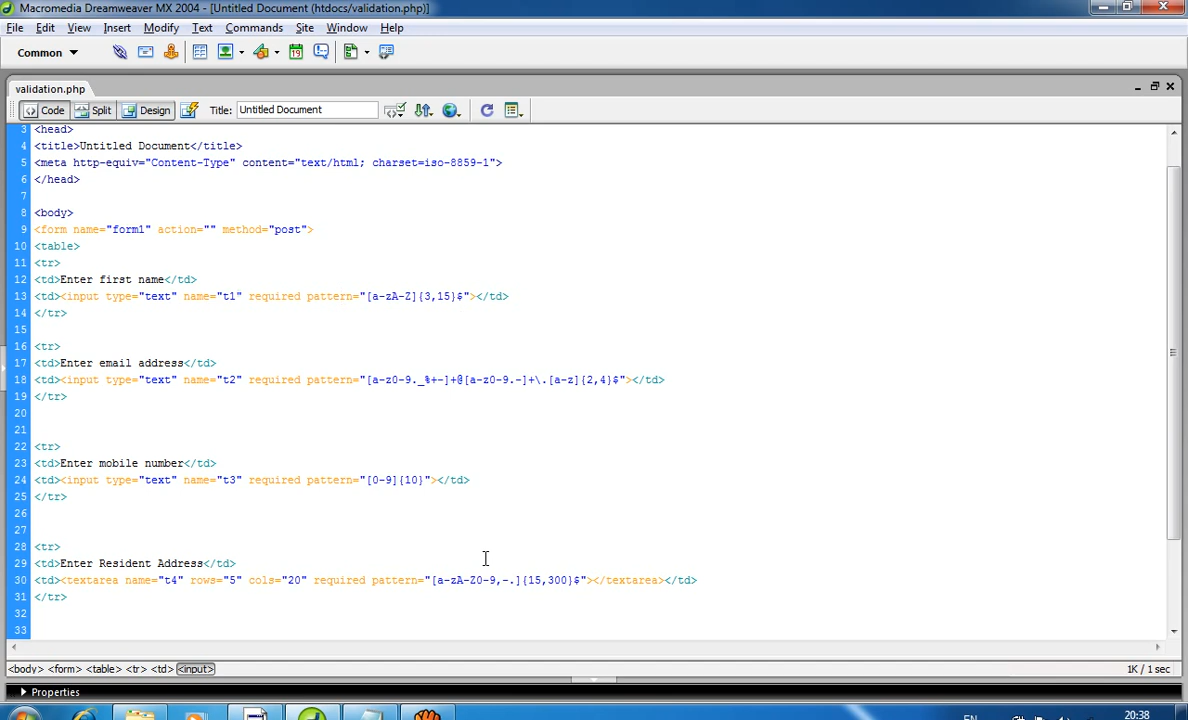 Macromedia Dreamweaver MX 2004 - [Untitled Document (htdocs/validation.php)]
File Edit View Insert Modify Text Commands Site Window Help
Common
validation.php
Code Split Design Title: Untitled Document
3 <head>
4 <title>Untitled Document</title>
5 <meta http-equiv="Content-Type" content="text/html; charset=iso-8859-1">
6 </head>
7
8 <body>
9 <form name="form1" action="" method="post">
10 <table>
11 <tr>
12 <td>Enter first name</td>
13 <td><input type="text" name="t1" required pattern="[a-zA-Z]{3,15}$"></td>
14 </tr>
15
16 <tr>
17 <td>Enter email address</td>
18 <td><input type="text" name="t2" required pattern="[a-z0-9._%+-]+@[a-z0-9.-]+\.[a-z]{2,4}$"></td>
19 </tr>
20
21
22 <tr>
23 <td>Enter mobile number</td>
24 <td><input type="text" name="t3" required pattern="[0-9]{10}"></td>
25 </tr>
26
27
28 <tr>
29 <td>Enter Resident Address</td>
30 <td><textarea name="t4" rows="5" cols="20" required pattern="[a-zA-Z0-9,-.]{15,300}$"></textarea></td>
31 </tr>
32
33
<body> <form> <table> <tr> <td> <input> 1K / 1 sec
Properties
EN 20:38